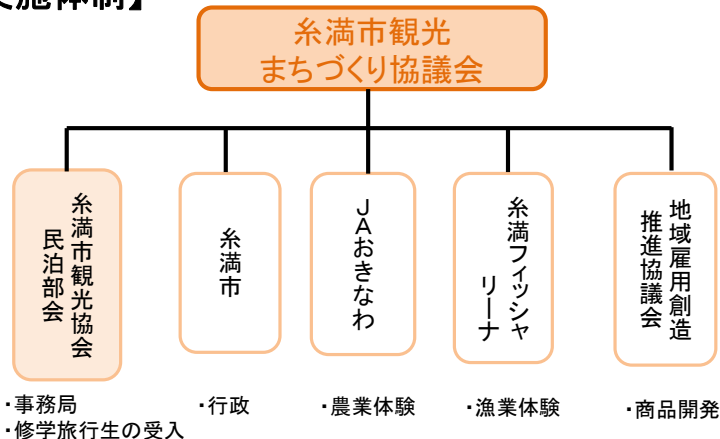 施体制】
糸満市観光
まちづくり協議会
糸満市観光協会
民泊部会
糸満市
JAおきなわ
糸満フィッシャ
リーナ
地域雇用創造
推進協議会
・事務局
・修学旅行生の受入
・行政
・農業体験
・漁業体験
・商品開発